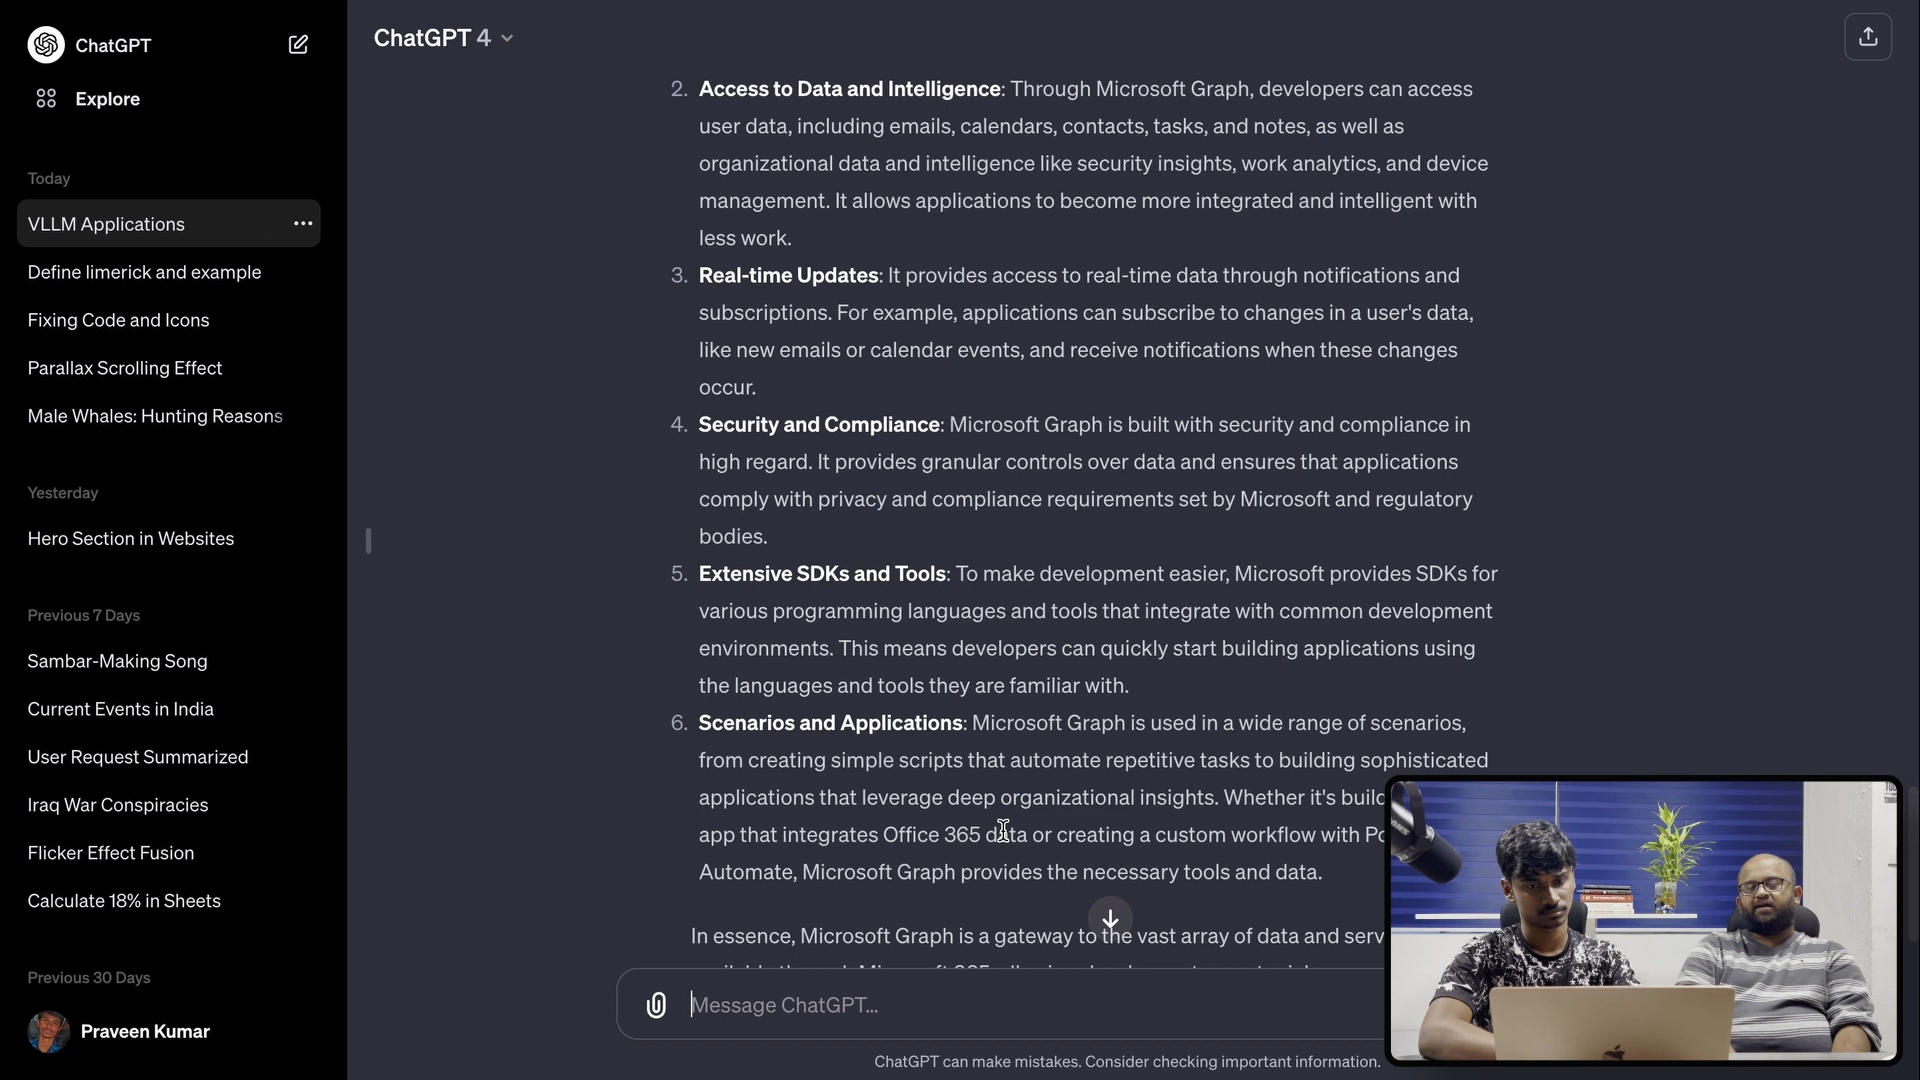 ChatGPT
Explore
Today
VLLM Applications
Define limerick and example
Fixing Code and Icons
Parallax Scrolling Effect
Male Whales: Hunting Reasons
Yesterday
Hero Section in Websites
Previous 7 Days
Sambar-Making Song
Current Events in India
User Request Summarized
Iraq War Conspiracies
Flicker Effect Fusion
Calculate 18% in Sheets
Previous 30 Days
Praveen Kumar
ChatGPT 4
2. Access to Data and Intelligence: Through Microsoft Graph, developers can access
user data, including emails, calendars, contacts, tasks, and notes, as well as
organizational data and intelligence like security insights, work analytics, and device
management. It allows applications to become more integrated and intelligent with
less work.
3. Real-time Updates: It provides access to real-time data through notifications and
subscriptions. For example, applications can subscribe to changes in a user's data,
like new emails or calendar events, and receive notifications when these changes
occur.
4. Security and Compliance: Microsoft Graph is built with security and compliance in
high regard. It provides granular controls over data and ensures that applications
comply with privacy and compliance requirements set by Microsoft and regulatory
bodies.
5. Extensive SDKs and Tools: To make development easier, Microsoft provides SDKs for
various programming languages and tools that integrate with common development
environments. This means developers can quickly start building applications using
the languages and tools they are familiar with.
6. Scenarios and Applications: Microsoft Graph is used in a wide range of scenarios,
from creating simple scripts that automate repetitive tasks to building sophisticated
applications that leverage deep organizational insights. Whether it's build
app that integrates Office 365 data or creating a custom workflow with Po
Automate, Microsoft Graph provides the necessary tools and data.
In essence, Microsoft Graph is a gateway to the vast array of data and serv
Message ChatGPT...
ChatGPT can make mistakes. Consider checking important information.